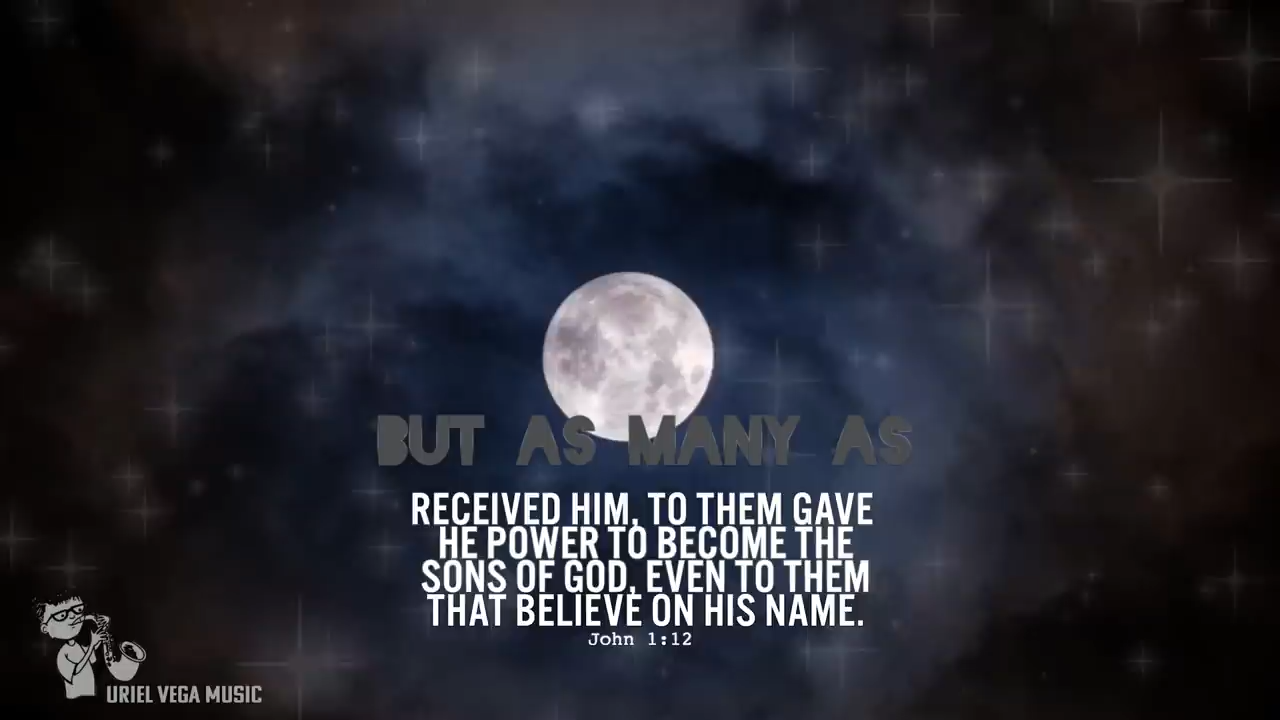 BUT AS MANY AS
RECEIVED HIM, TO THEM GAVE
HE POWER TO BECOME THE
SONS OF GOD, EVEN TO THEM
THAT BELIEVE ON HIS NAME.
John 1:12
URIEL VEGA MUSIC